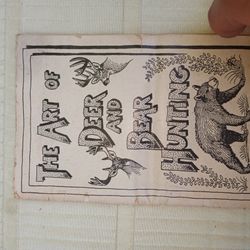 THE ART OF
DEER AND
BEAR
HUNTING